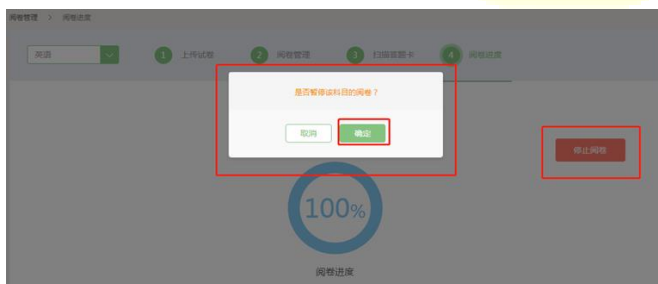 阅卷管理 > 阅卷进度
英语 1 上传试卷 2 阅卷管理 3 扫描答题卡 4 阅卷进度
是否暂停该科目的阅卷？
取消 确定
停止阅卷
100%
阅卷进度